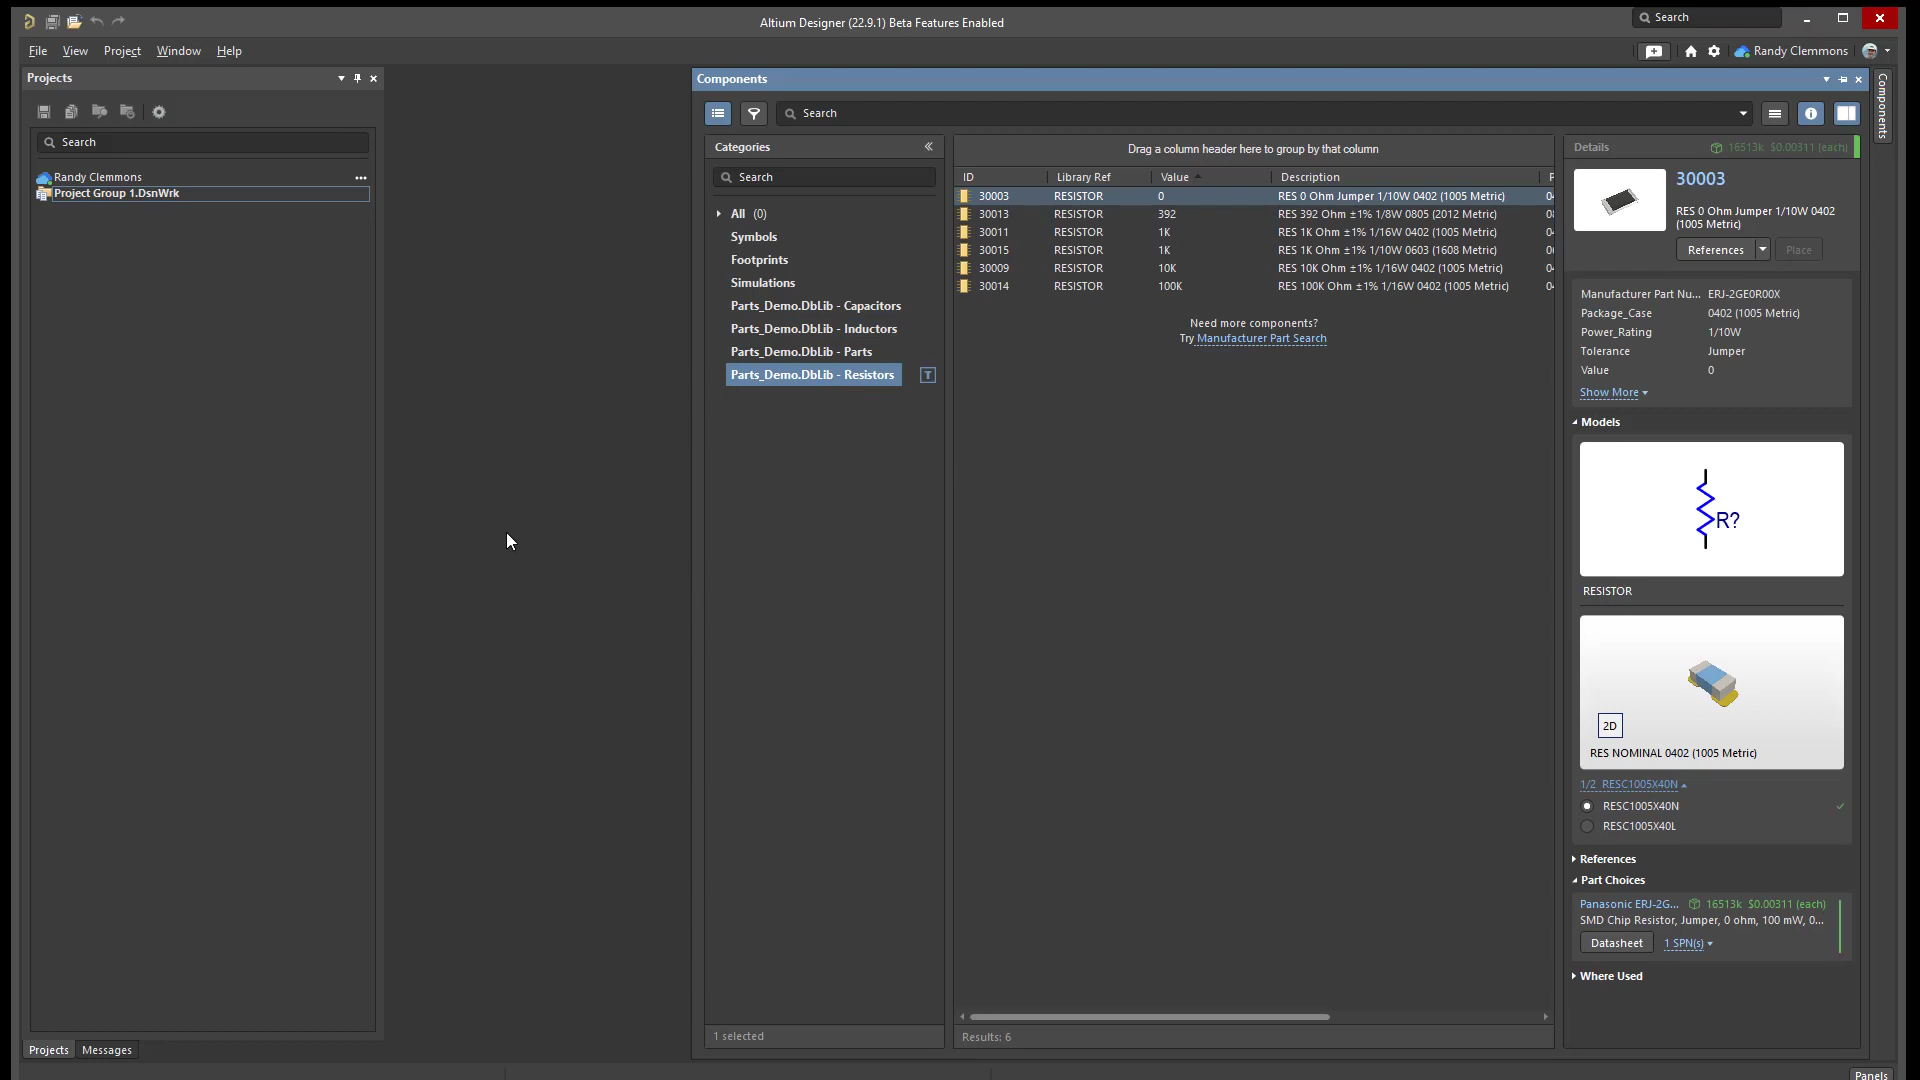 Altium Designer (22.9.1) Beta Features Enabled
Search
File View Project Window Help
Randy Clemmons
Projects
Search
Randy Clemmons
Project Group 1.DsnWrk
Projects Messages
Components
Components
Search
Categories
Search
All (0)
Symbols
Footprints
Simulations
Parts_Demo.DbLib - Capacitors
Parts_Demo.DbLib - Inductors
Parts_Demo.DbLib - Parts
Parts_Demo.DbLib - Resistors
T
1 selected
Drag a column header here to group by that column
ID Library Ref Value Description
30003 RESISTOR 0 RES 0 Ohm Jumper 1/10W 0402 (1005 Metric)
30013 RESISTOR 392 RES 392 Ohm ±1% 1/8W 0805 (2012 Metric)
30011 RESISTOR 1K RES 1K Ohm ±1% 1/16W 0402 (1005 Metric)
30015 RESISTOR 1K RES 1K Ohm ±1% 1/10W 0603 (1608 Metric)
30009 RESISTOR 10K RES 10K Ohm ±1% 1/16W 0402 (1005 Metric)
30014 RESISTOR 100K RES 100K Ohm ±1% 1/16W 0402 (1005 Metric)
Need more components?
Try Manufacturer Part Search
Results: 6
Details 16513k $0.00311 (each)
30003
RES 0 Ohm Jumper 1/10W 0402
(1005 Metric)
References Place
Manufacturer Part Nu... ERJ-2GE0R00X
Package_Case 0402 (1005 Metric)
Power_Rating 1/10W
Tolerance Jumper
Value 0
Show More
Models
R?
RESISTOR
2D
RES NOMINAL 0402 (1005 Metric)
1/2 RESC1005X40N
RESC1005X40N
RESC1005X40L
References
Part Choices
Panasonic ERJ-2G... 16513k $0.00311 (each)
SMD Chip Resistor, Jumper, 0 ohm, 100 mW, 0...
Datasheet 1 SPN(s)
Where Used
Panels